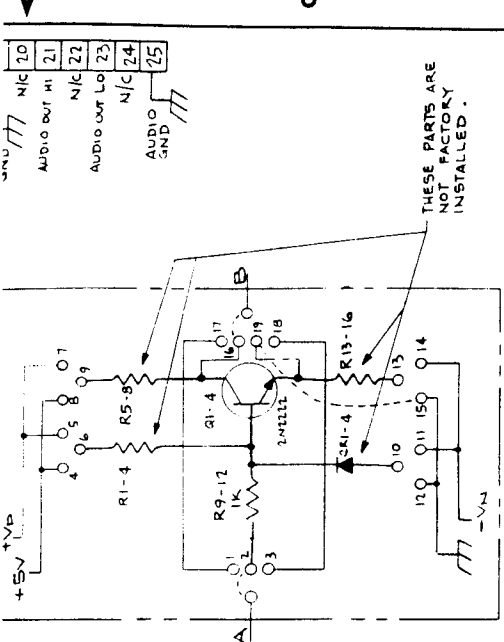 GND
N/C 20
AUDIO OUT HI 21
N/C 22
AUDIO OUT LO 23
N/C 24
25
AUDIO
GND
THESE PARTS ARE
NOT FACTORY
INSTALLED.
+VP
+5V
7
8
9
5
6
4
R5-8
R1-4
17
16
19
18
B
Q1-4
2N2222
R13-16
R9-12
1K
CR1-4
1
2
3
A
13
14
15
10
11
12
-VN